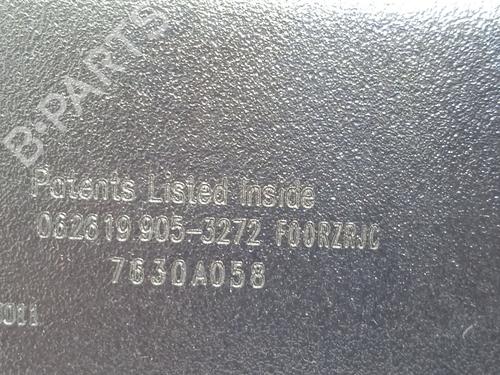 B-PARTS
Patents Listed Inside
062619 905-3272 F00RZRJC
7630A058